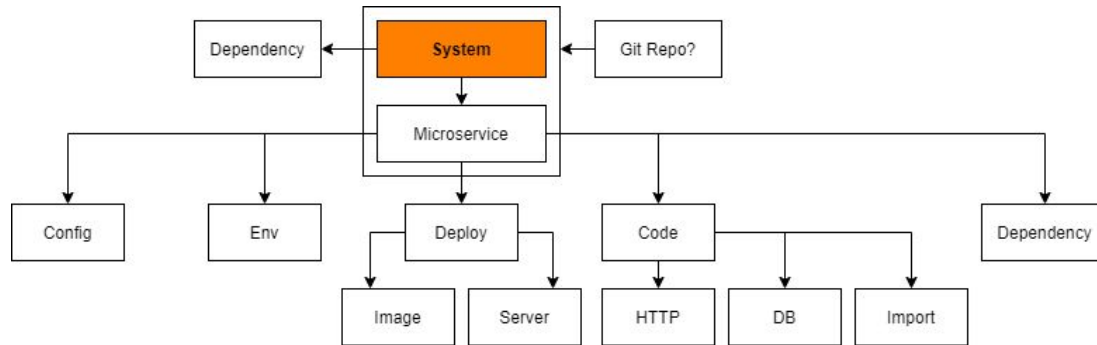 Dependency
System
Git Repo?
Microservice
Config
Env
Deploy
Code
Dependency
Image
Server
HTTP
DB
Import